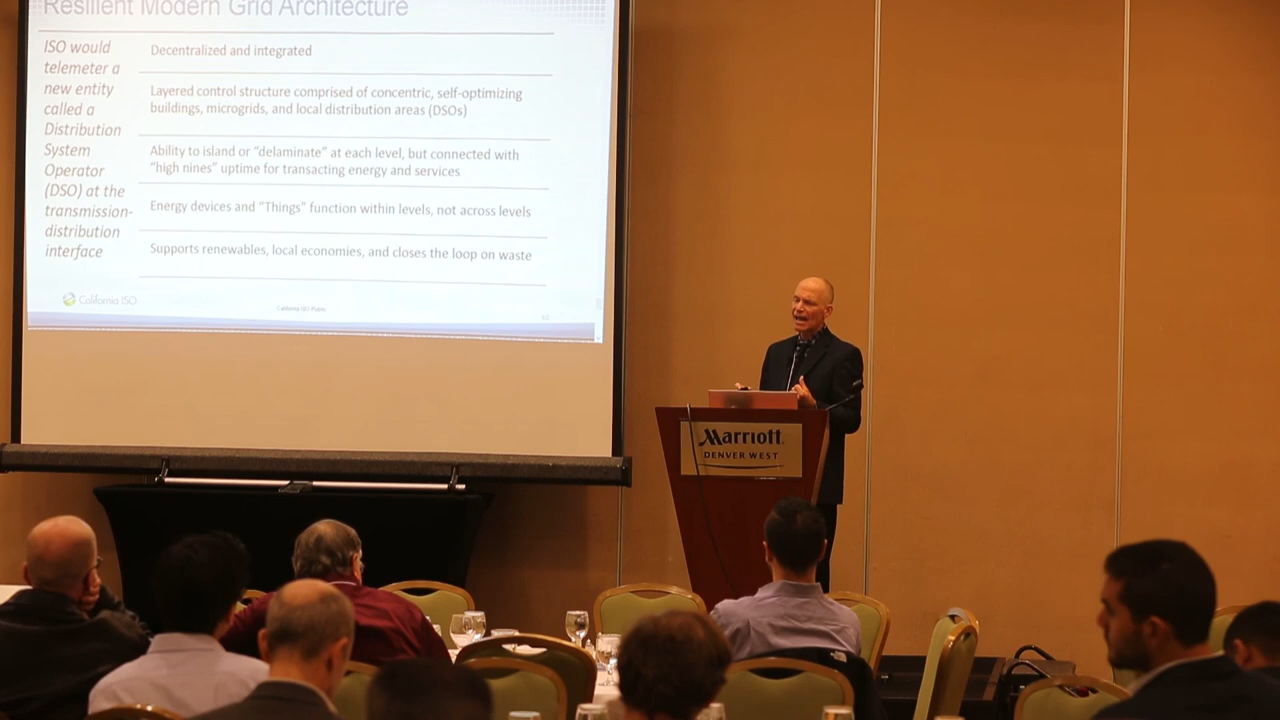 Resilient Modern Grid Architecture
ISO would
telemeter a
new entity
called a
Distribution
System
Operator
(DSO) at the
transmission-
distribution
interface
Decentralized and integrated
Layered control structure comprised of concentric, self-optimizing
buildings, microgrids, and local distribution areas (DSOs)
Ability to island or “delaminate” at each level, but connected with
“high nines” uptime for transacting energy and services
Energy devices and “Things” function within levels, not across levels
Supports renewables, local economies, and closes the loop on waste
California ISO
California ISO Public
Marriott
DENVER WEST